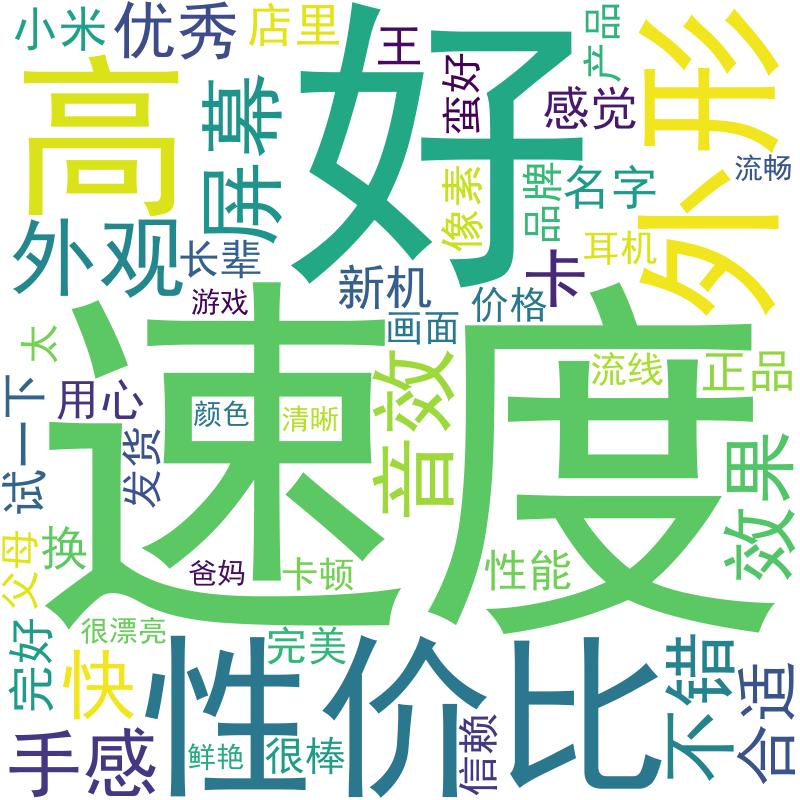 小米
优秀
店里
王
好
产品
外形
高
屏幕
蛮好
感觉
流畅
像素
品牌
名字
外观
长辈
耳机
卡
新机
游戏
画面
价格
速度
太
音效
流线
正品
试一下
用心
颜色
清晰
发货
效果
父母
换
爸妈
卡顿
性能
很漂亮
完好
快
完美
性价比
不错
合适
手感
鲜艳
很棒
信赖